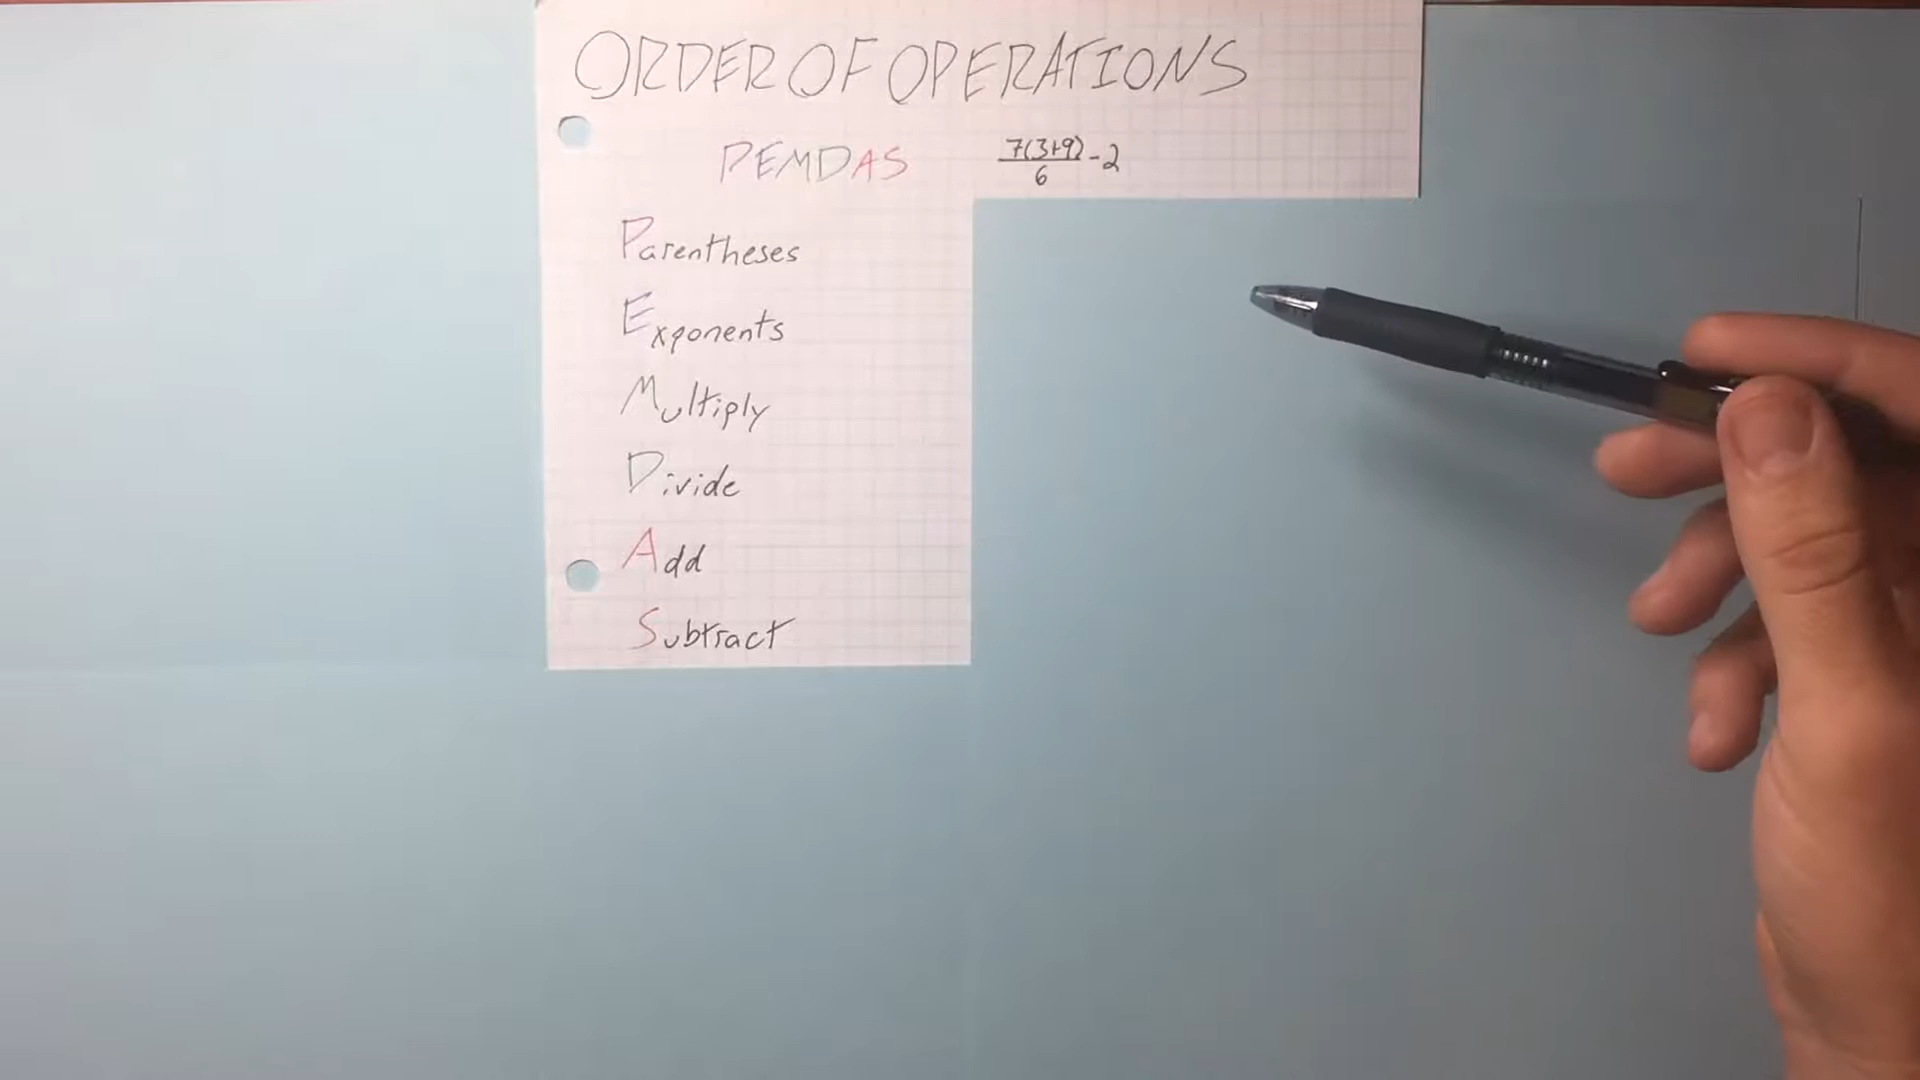 ORDER OF OPERATIONS
PEMDAS
7(3+9)/6 - 2
Parentheses
Exponents
Multiply
Divide
Add
Subtract